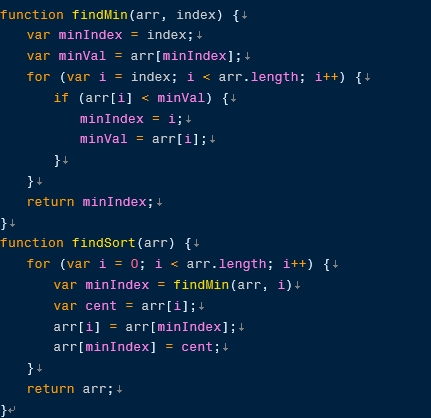 function findMin(arr, index) {↓
    var minIndex = index;↓
    var minVal = arr[minIndex];↓
    for (var i = index; i < arr.length; i++) {↓
        if (arr[i] < minVal) {↓
            minIndex = i;↓
            minVal = arr[i];↓
        }↓
    }↓
    return minIndex;↓
}↓
function findSort(arr) {↓
    for (var i = 0; i < arr.length; i++) {↓
        var minIndex = findMin(arr, i)↓
        var cent = arr[i];↓
        arr[i] = arr[minIndex];↓
        arr[minIndex] = cent;↓
    }↓
    return arr;↓
}↵